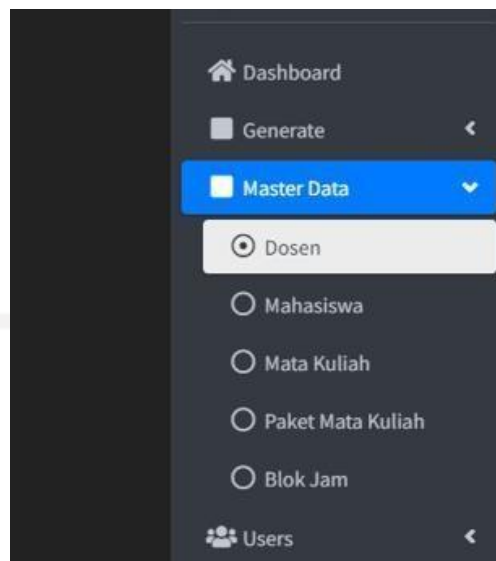 Dashboard
Generate
Master Data
Dosen
Mahasiswa
Mata Kuliah
Paket Mata Kuliah
Blok Jam
Users